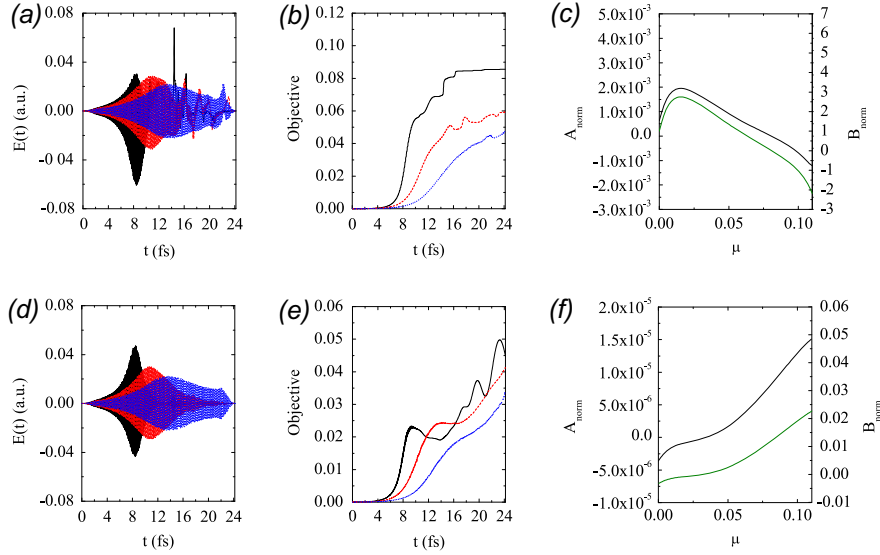 (a)
0.08
0.04
0.00
-0.04
-0.08
E(t) (a.u.)
0 4 8 12 16 20 24
t (fs)
(b)
0.12
0.10
0.08
0.06
0.04
0.02
0.00
Objective
0 4 8 12 16 20 24
t (fs)
(c)
5.0x10⁻³
4.0x10⁻³
3.0x10⁻³
2.0x10⁻³
1.0x10⁻³
0.0
-1.0x10⁻³
-2.0x10⁻³
-3.0x10⁻³
A_norm
7
6
5
4
3
2
1
0
-1
-2
-3
B_norm
0.00 0.05 0.10
μ
(d)
0.08
0.04
0.00
-0.04
-0.08
E(t) (a.u.)
0 4 8 12 16 20 24
t (fs)
(e)
0.06
0.05
0.04
0.03
0.02
0.01
0.00
Objective
0 4 8 12 16 20 24
t (fs)
(f)
2.0x10⁻⁵
1.5x10⁻⁵
1.0x10⁻⁵
5.0x10⁻⁶
0.0
-5.0x10⁻⁶
-1.0x10⁻⁵
A_norm
0.06
0.05
0.04
0.03
0.02
0.01
0.00
-0.01
B_norm
0.00 0.05 0.10
μ